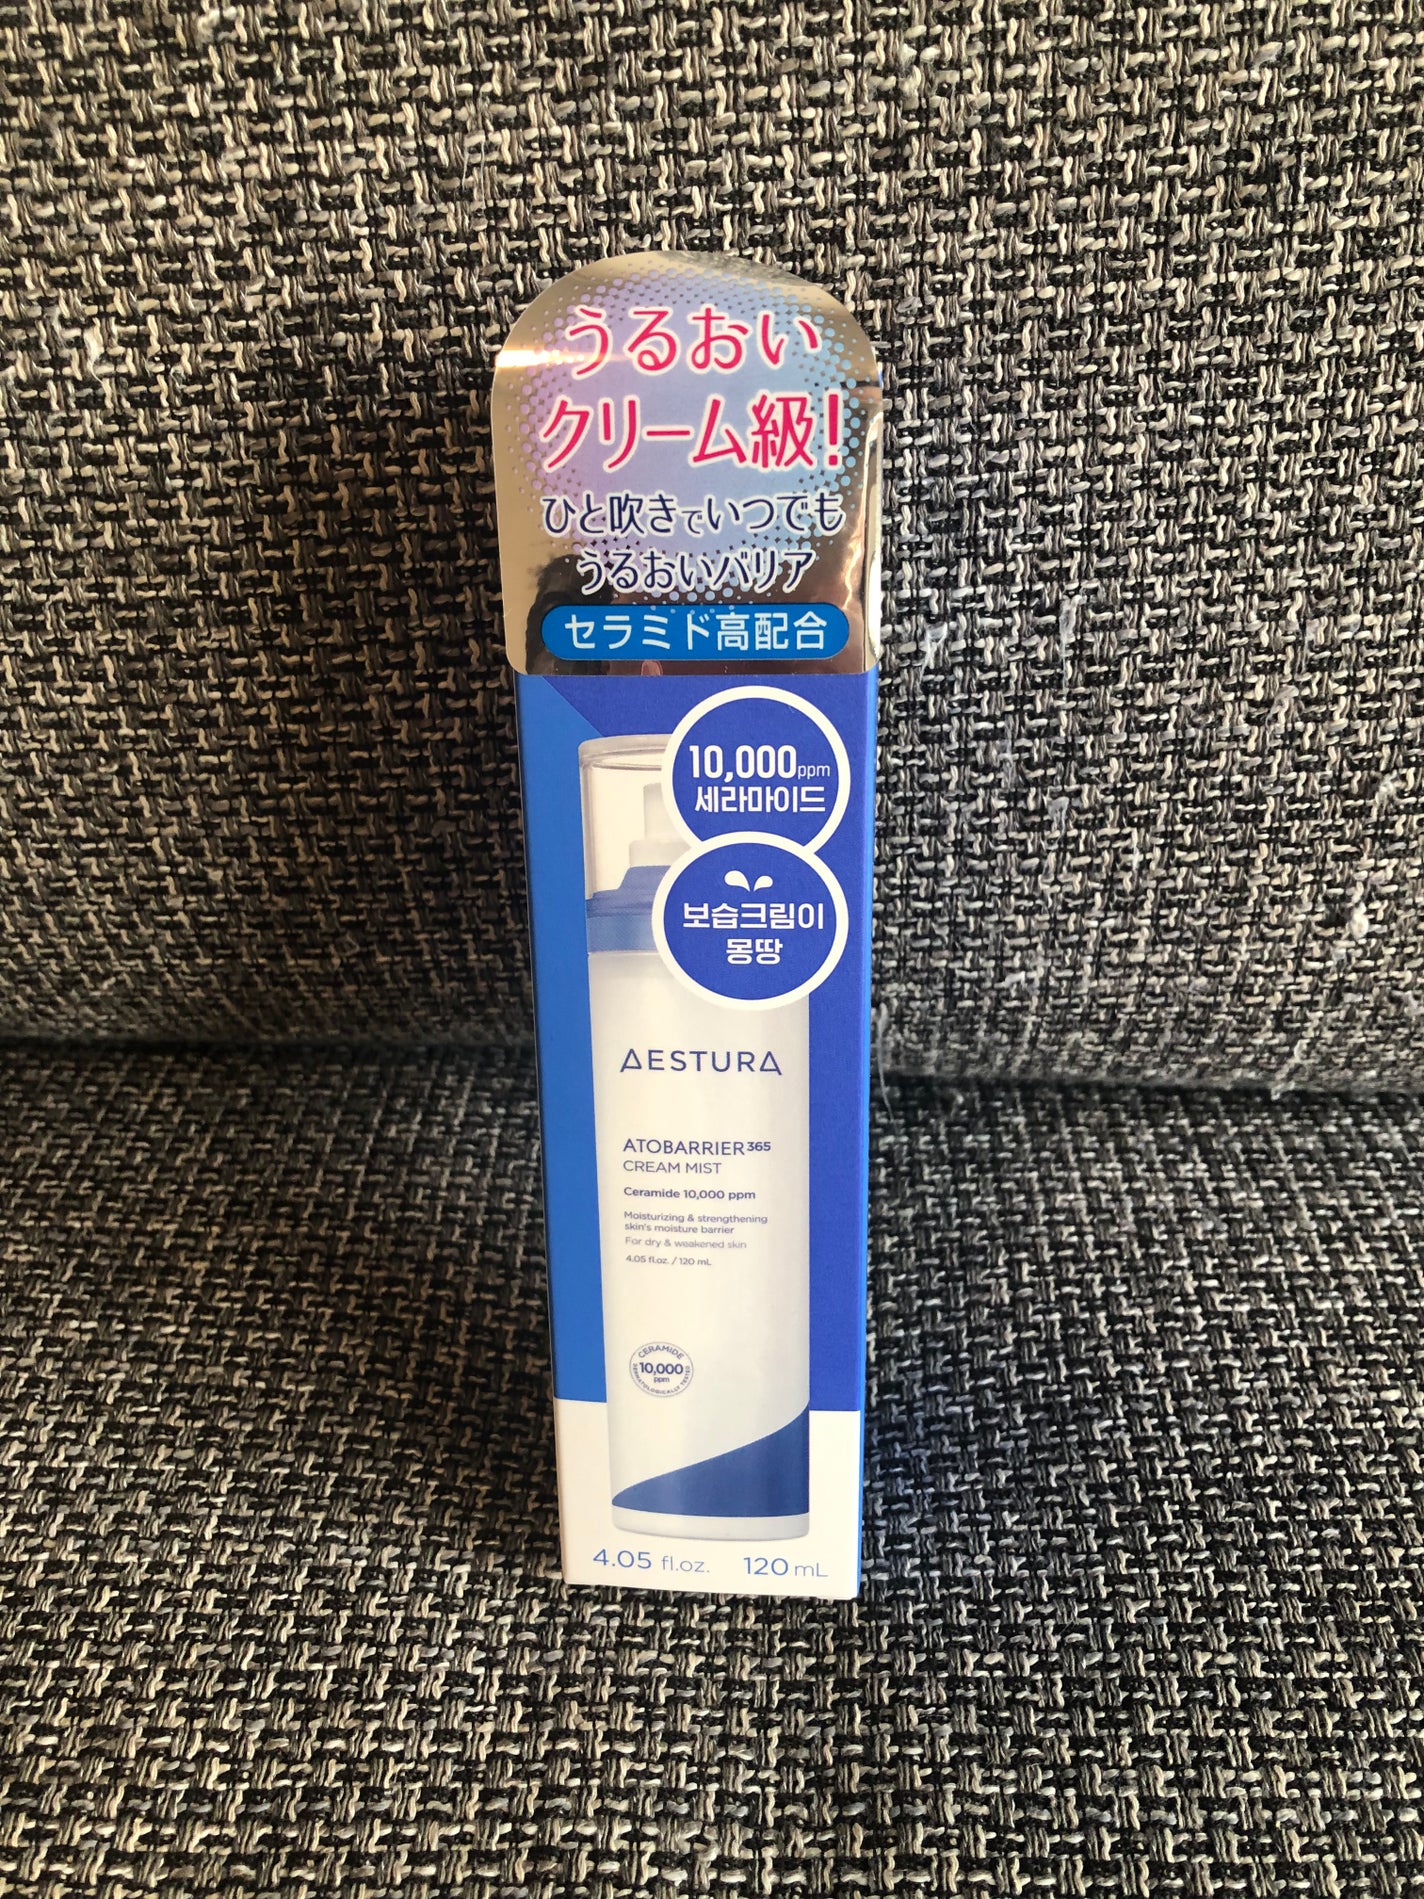 うるおい
クリーム級!
ひと吹きでいつでも
うるおいバリア
セラミド高配合
10,000ppm
세라마이드
보습크림이
몽땅
AESTURA
ATOBARRIER365
CREAM MIST
Ceramide 10,000 ppm
Moisturizing & strengthening
skin's moisture barrier
For dry & weakened skin
4.05 fl.oz. / 120 mL
CERAMIDE
10,000
ppm
DERMATOLOGICALLY TESTED
4.05 fl.oz. 120 mL